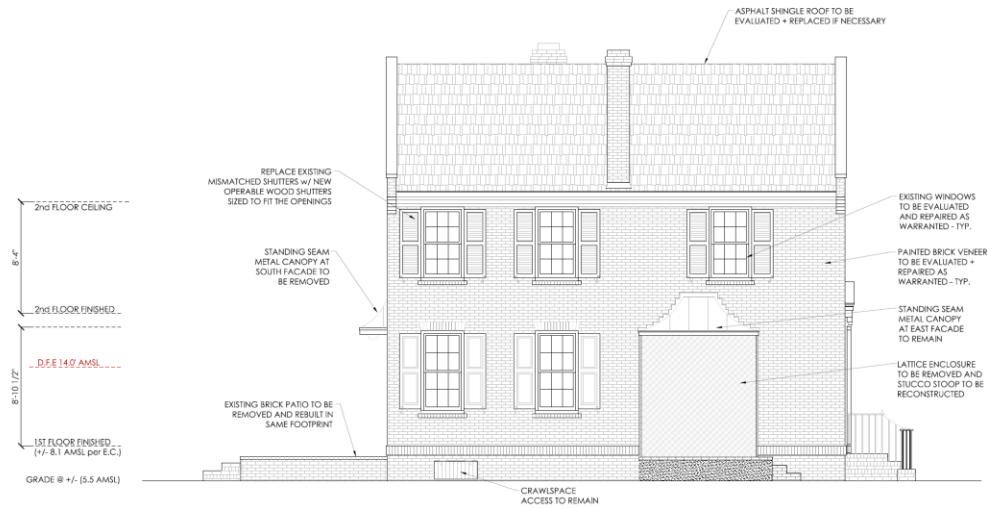 ASPHALT SHINGLE ROOF TO BE
EVALUATED + REPLACED IF NECESSARY
REPLACE EXISTING
MISMATCHED SHUTTERS w/ NEW
OPERABLE WOOD SHUTTERS
SIZED TO FIT THE OPENINGS
EXISTING WINDOWS
TO BE EVALUATED
AND REPAIRED AS
WARRANTED - TYP.
2nd FLOOR CEILING
8'-4"
STANDING SEAM
METAL CANOPY AT
SOUTH FACADE TO
BE REMOVED
PAINTED BRICK VENEER
TO BE EVALUATED +
REPAIRED AS
WARRANTED - TYP.
2nd FLOOR FINISHED
STANDING SEAM
METAL CANOPY
AT EAST FACADE
TO REMAIN
D.F.E 14.0' AMSL
8'-10 1/2"
LATTICE ENCLOSURE
TO BE REMOVED AND
STUCCO STOOP TO BE
RECONSTRUCTED
EXISTING BRICK PATIO TO BE
REMOVED AND REBUILT IN
SAME FOOTPRINT
1ST FLOOR FINISHED
(+/- 8.1 AMSL per E.C.)
GRADE @ +/- (5.5 AMSL)
CRAWLSPACE
ACCESS TO REMAIN